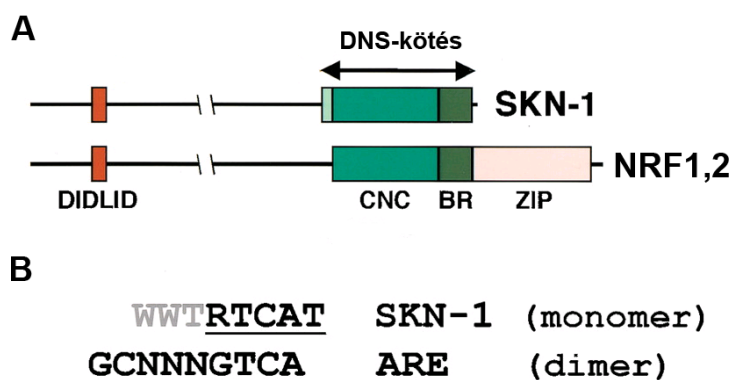 A
DNS-kötés
SKN-1
NRF1,2
DIDLID CNC BR ZIP
B
WWTRTCAT SKN-1 (monomer)
GCNNNGTCA ARE (dimer)